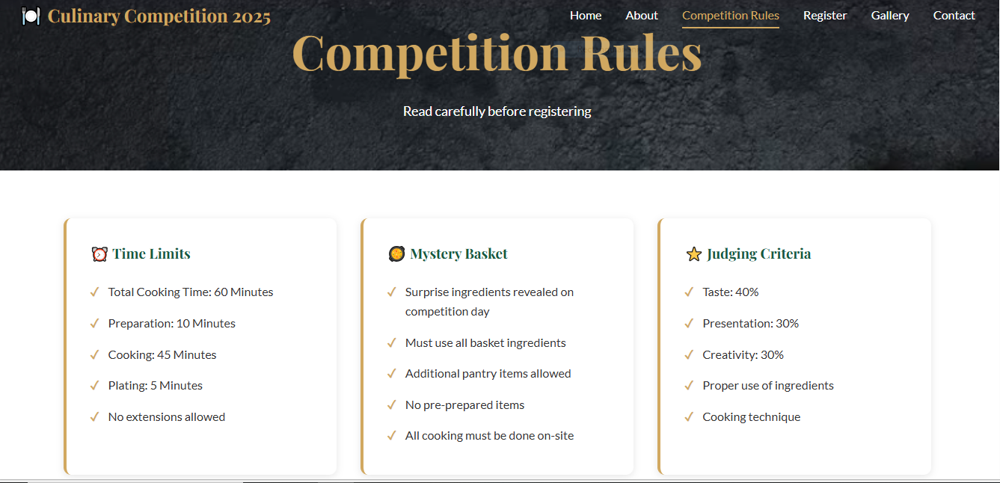 Culinary Competition 2025
Home About Competition Rules Register Gallery Contact
Competition Rules
Read carefully before registering
Time Limits
Total Cooking Time: 60 Minutes
Preparation: 10 Minutes
Cooking: 45 Minutes
Plating: 5 Minutes
No extensions allowed
Mystery Basket
Surprise ingredients revealed on
competition day
Must use all basket ingredients
Additional pantry items allowed
No pre-prepared items
All cooking must be done on-site
Judging Criteria
Taste: 40%
Presentation: 30%
Creativity: 30%
Proper use of ingredients
Cooking technique